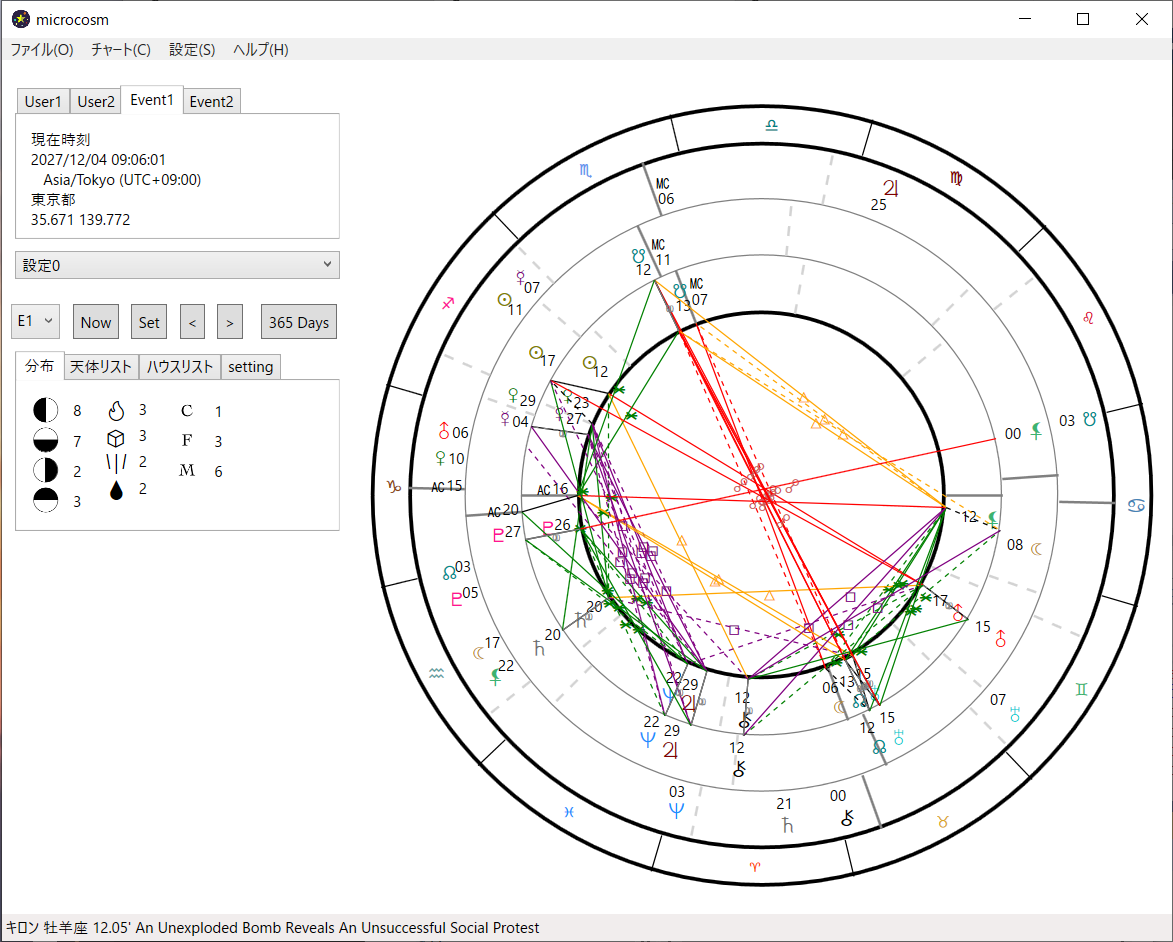 microcosm
ファイル(O) チャート(C) 設定(S) ヘルプ(H)
User1 User2 Event1 Event2
現在時刻
2027/12/04 09:06:01
Asia/Tokyo (UTC+09:00)
東京都
35.671 139.772
設定0
E1 Now Set < > 365 Days
分布 天体リスト ハウスリスト setting
8 3 C 1
7 3 F 3
2 2 M 6
3 2
♎
♏ MC ♃ ♍
06 25
☋ MC
12 11
☿ 07
☉ 11
☋ MC
13 07
♐
♌
☉ 17
☉ 12
♀ 29
♀ 23
☿ 04
☿ 27
03 ☋
00 ⚸
06
♀ 10
♑ AC 15
AC 16
AC 20
♋
12 ⚸
♇ 27
♇ 26
08 ☾
☊ 03
♇ 05
20
♄ 20
17 ♂
15 ♂
☾ 17
⚸ 22
♒
♊
22 29
♆ ♃
12
⚷
06 13 15
☾ ☊
07 ♅
22 29
♆ ♃
12
⚷
12 15
☊ ♅
03
♆
21
♄
00
⚷
♓
♉
♈
キロン 牡羊座 12.05' An Unexploded Bomb Reveals An Unsuccessful Social Protest